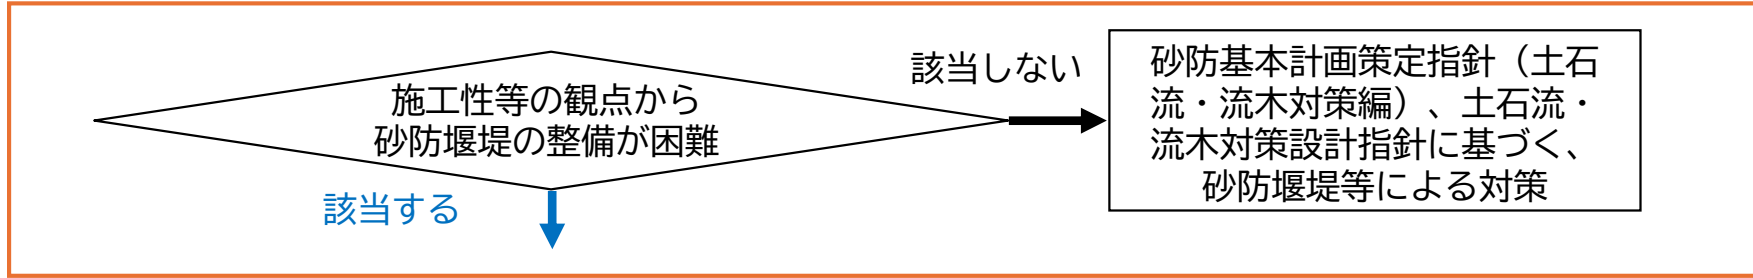 施工性等の観点から
砂防堰堤の整備が困難
該当しない
砂防基本計画策定指針（土石
流・流木対策編）、土石流・
流木対策設計指針に基づく、
砂防堰堤等による対策
該当する